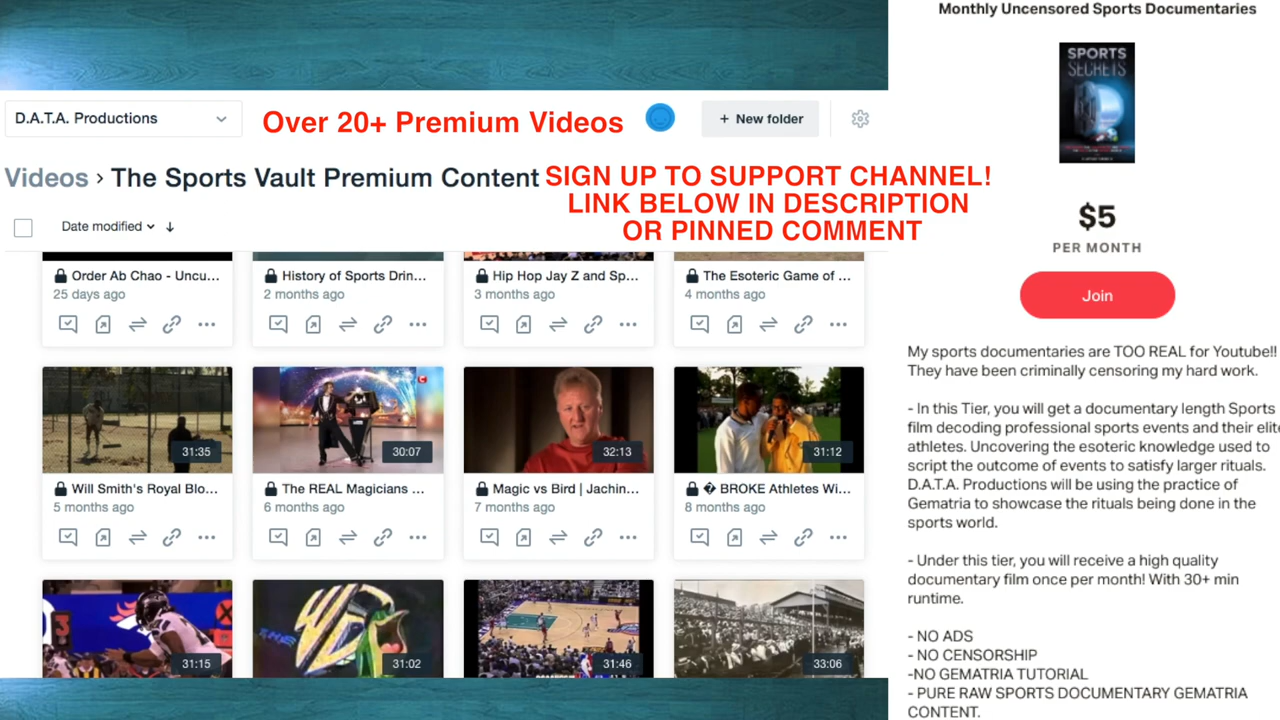 D.A.T.A. Productions
Over 20+ Premium Videos
+ New folder
Videos › The Sports Vault Premium Content
SIGN UP TO SUPPORT CHANNEL!
LINK BELOW IN DESCRIPTION
OR PINNED COMMENT
Date modified
Order Ab Chao - Uncu...
25 days ago
History of Sports Drin...
2 months ago
Hip Hop Jay Z and Sp...
3 months ago
The Esoteric Game of ...
4 months ago
31:35
Will Smith's Royal Blo...
5 months ago
30:07
The REAL Magicians ...
6 months ago
32:13
Magic vs Bird | Jachin...
7 months ago
31:12
� BROKE Athletes Wi...
8 months ago
31:15
31:02
31:46
33:06
Monthly Uncensored Sports Documentaries
SPORTS
SECRETS
$5
PER MONTH
Join
My sports documentaries are TOO REAL for Youtube!!
They have been criminally censoring my hard work.
- In this Tier, you will get a documentary length Sports
film decoding professional sports events and their elite
athletes. Uncovering the esoteric knowledge used to
script the outcome of events to satisfy larger rituals.
D.A.T.A. Productions will be using the practice of
Gematria to showcase the rituals being done in the
sports world.
- Under this tier, you will receive a high quality
documentary film once per month! With 30+ min
runtime.
- NO ADS
- NO CENSORSHIP
-NO GEMATRIA TUTORIAL
- PURE RAW SPORTS DOCUMENTARY GEMATRIA
CONTENT.